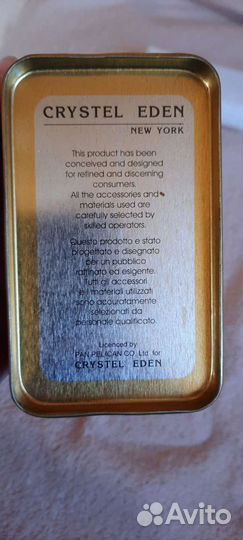 CRYSTEL EDEN
NEW YORK
This product has been
conceived and designed
for refined and discerning
consumers.
All the accessories and
materials used are
carefully selected by
skilled operators.
Questo prodotto e stato
progettato e disegnato
per un pubblico
raffinato ed esigente.
Tutti gli accessori
e i materiali utilizzati
sono accuratamente
selezionati da
personale qualificato.
Licenced by
PAN PELICAN CO, Ltd. for
CRYSTEL EDEN
Avito